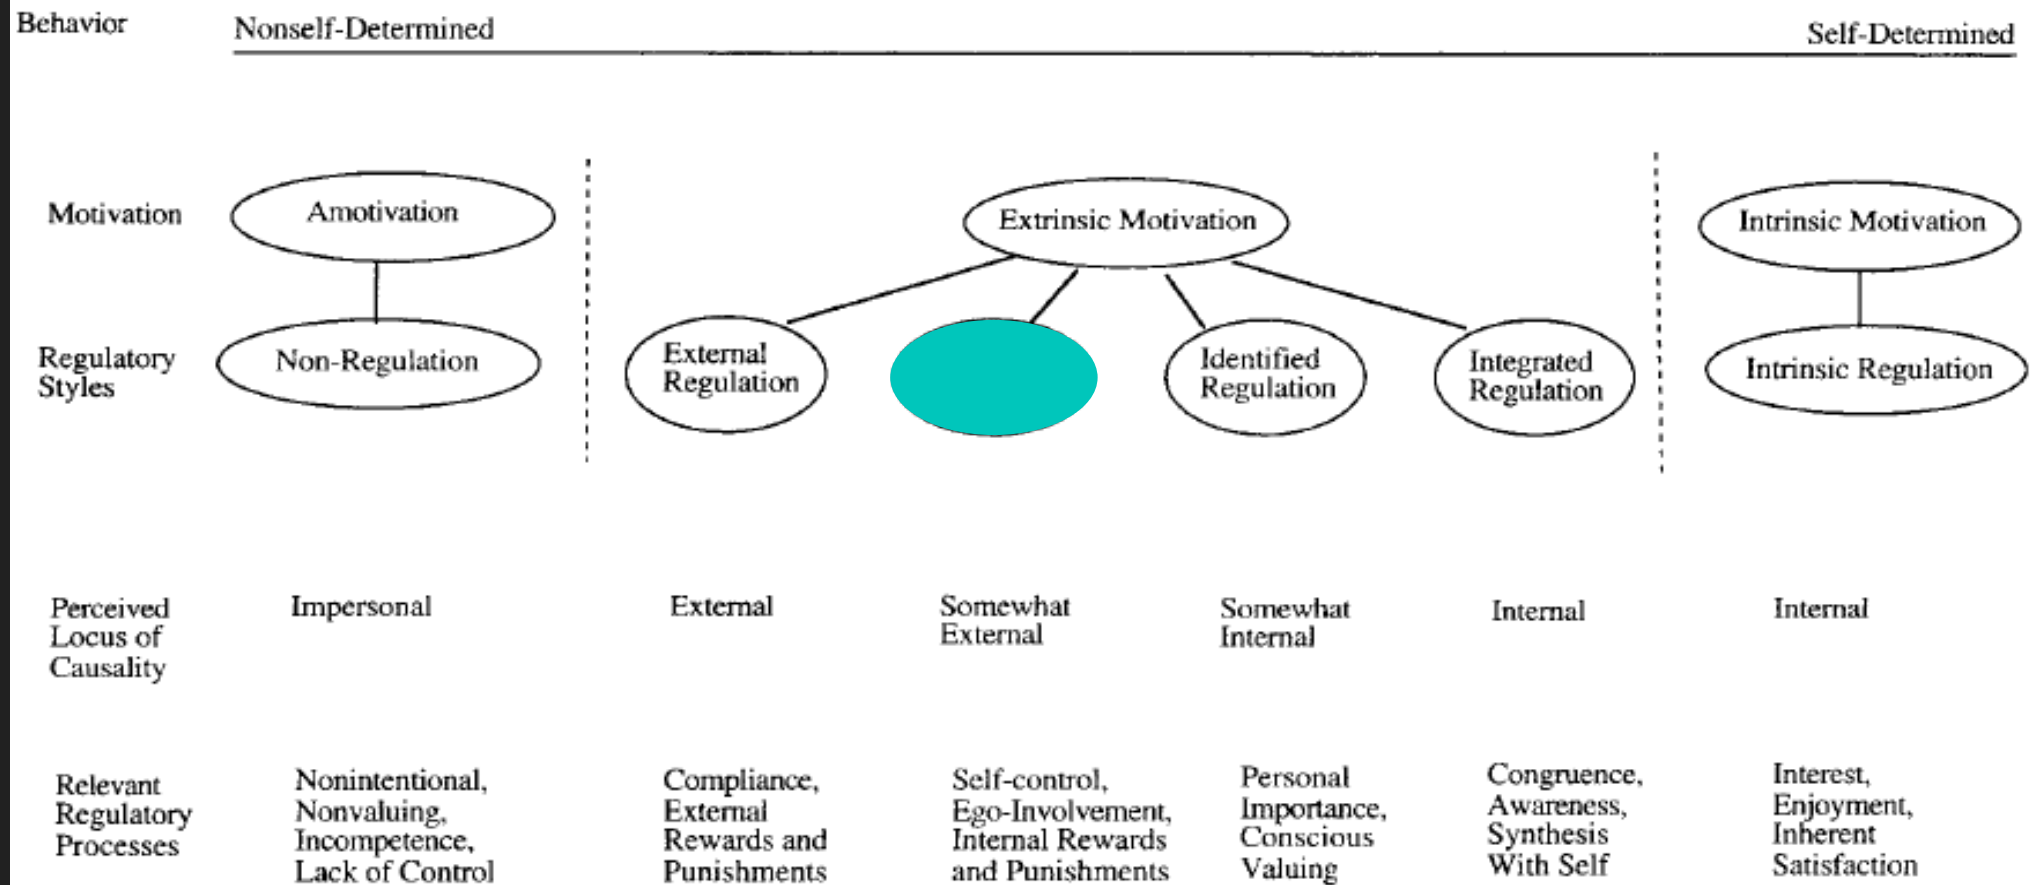 Behavior
Nonself-Determined
Self-Determined
Motivation
Amotivation
Extrinsic Motivation
Intrinsic Motivation
Regulatory
Styles
Non-Regulation
External
Regulation
Identified
Regulation
Integrated
Regulation
Intrinsic Regulation
Perceived
Locus of
Causality
Impersonal
External
Somewhat
External
Somewhat
Internal
Internal
Internal
Relevant
Regulatory
Processes
Nonintentional,
Nonvaluing,
Incompetence,
Lack of Control
Compliance,
External
Rewards and
Punishments
Self-control,
Ego-Involvement,
Internal Rewards
and Punishments
Personal
Importance,
Conscious
Valuing
Congruence,
Awareness,
Synthesis
With Self
Interest,
Enjoyment,
Inherent
Satisfaction